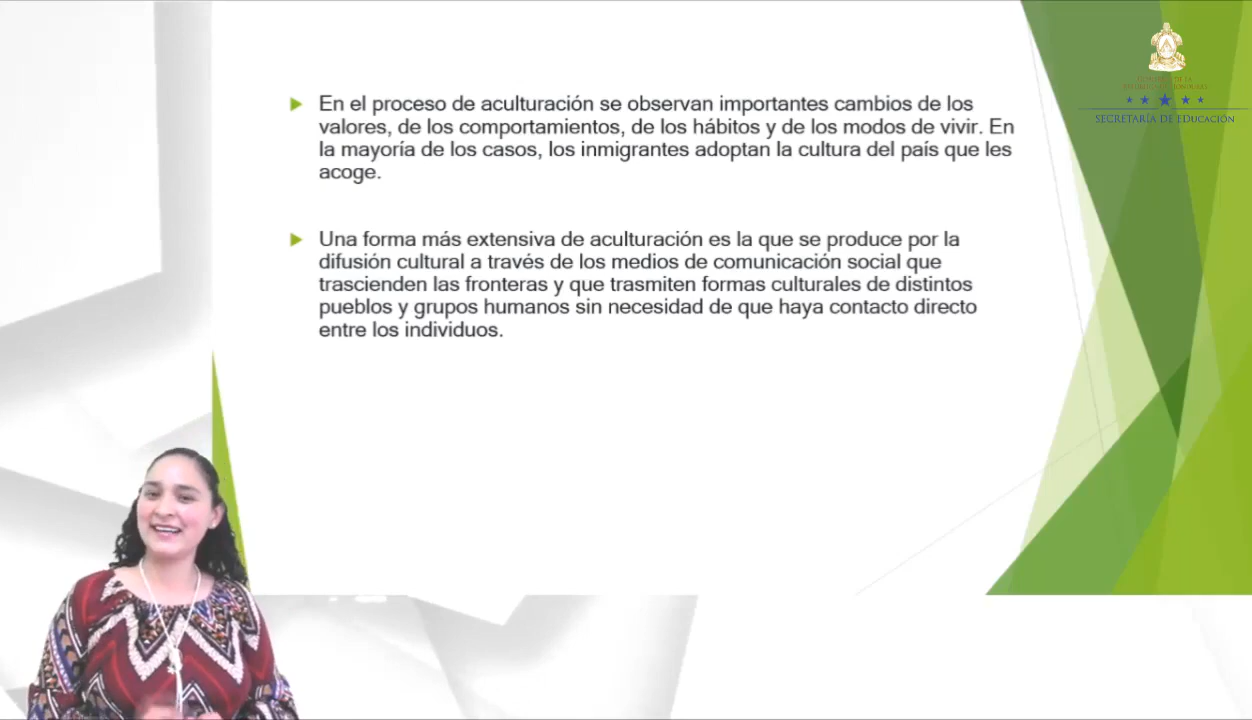 En el proceso de aculturación se observan importantes cambios de los
valores, de los comportamientos, de los hábitos y de los modos de vivir. En
la mayoría de los casos, los inmigrantes adoptan la cultura del país que les
acoge.
Una forma más extensiva de aculturación es la que se produce por la
difusión cultural a través de los medios de comunicación social que
trascienden las fronteras y que trasmiten formas culturales de distintos
pueblos y grupos humanos sin necesidad de que haya contacto directo
entre los individuos.
SECRETARÍA DE EDUCACIÓN